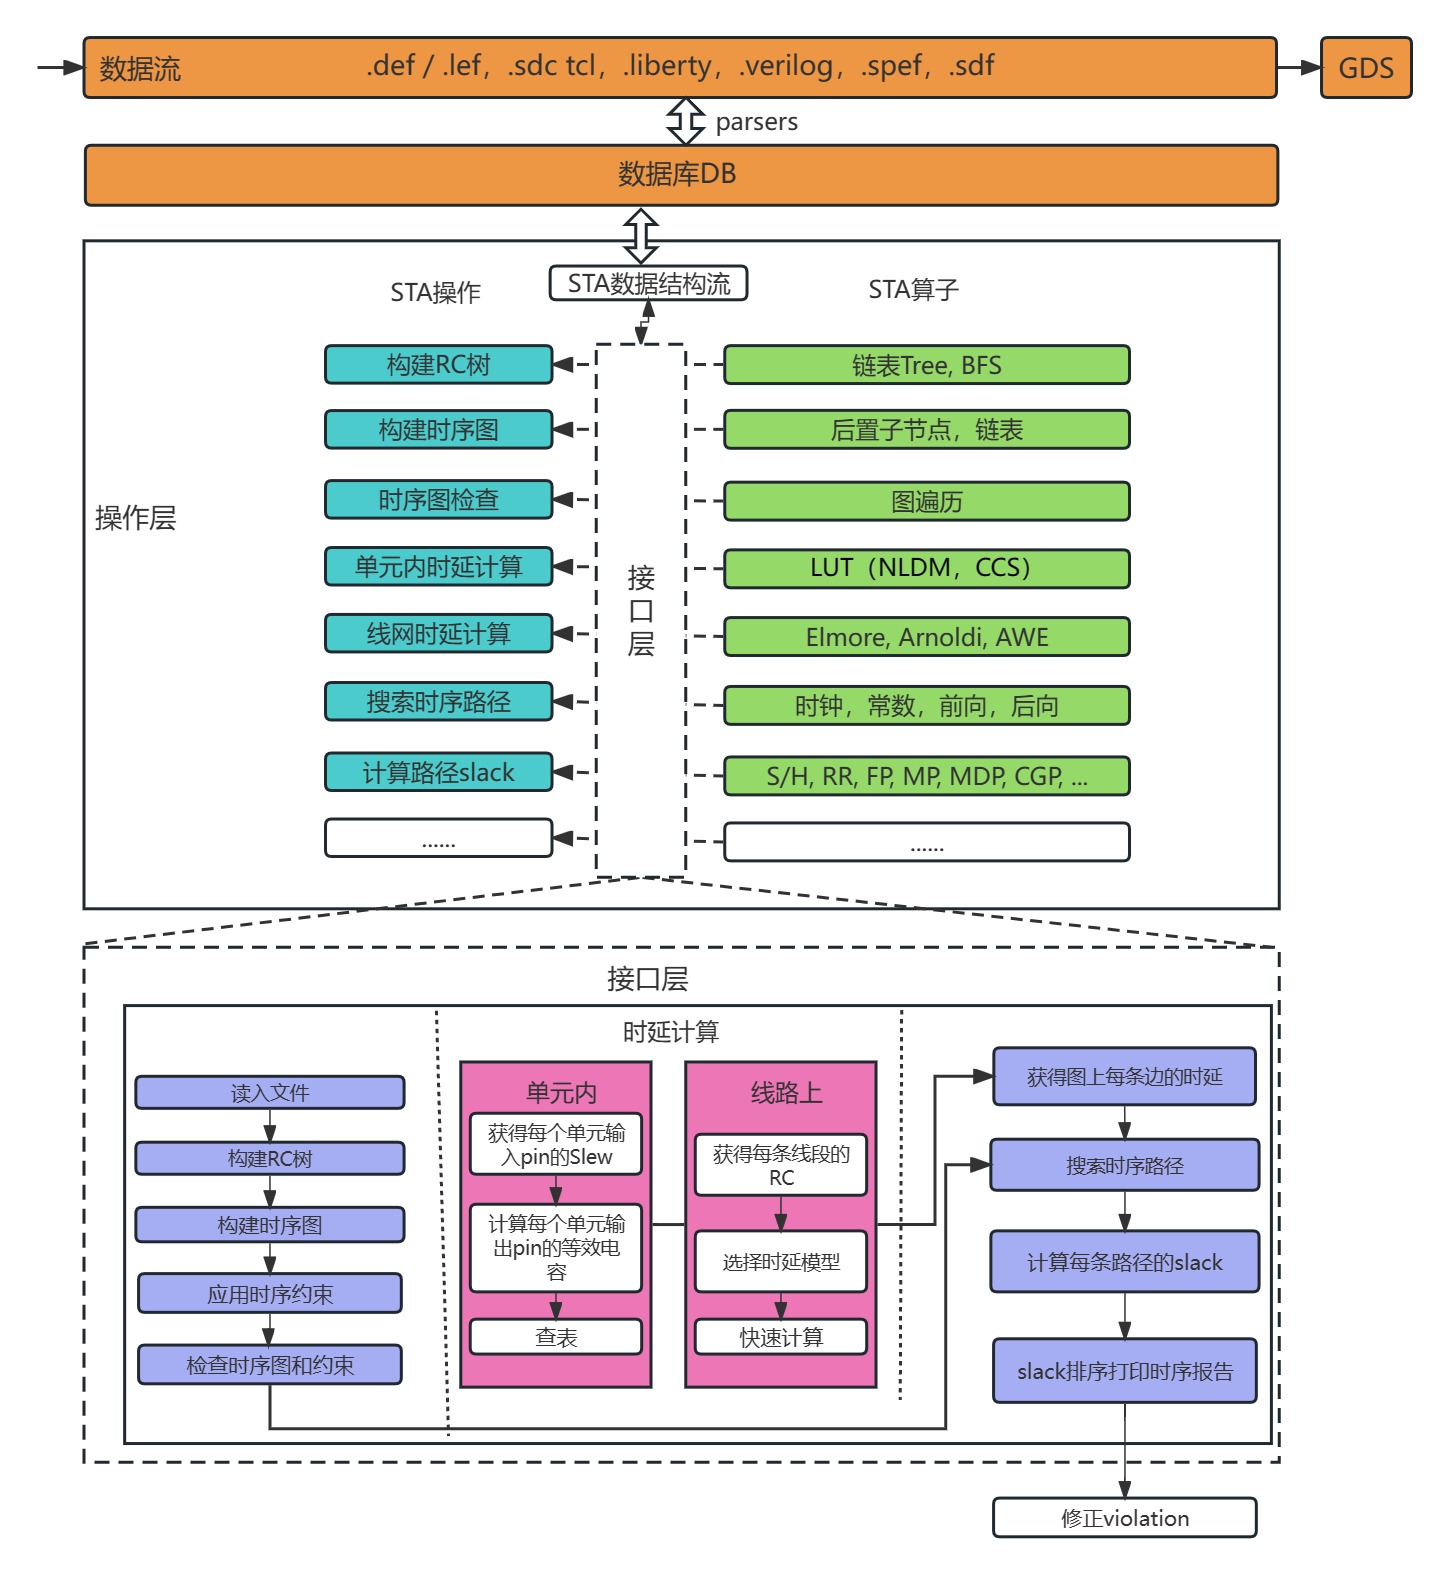 数据流
.def / .lef，.sdc tcl，.liberty，.verilog，.spef，.sdf
GDS
parsers
数据库DB
STA操作
STA数据结构流
STA算子
操作层
接
口
层
构建RC树
链表Tree, BFS
构建时序图
后置子节点，链表
时序图检查
图遍历
单元内时延计算
LUT（NLDM，CCS）
线网时延计算
Elmore, Arnoldi, AWE
搜索时序路径
时钟，常数，前向，后向
计算路径slack
S/H, RR, FP, MP, MDP, CGP, ...
......
......
接口层
读入文件
构建RC树
构建时序图
应用时序约束
检查时序图和约束
时延计算
单元内
获得每个单元输
入pin的Slew
计算每个单元输
出pin的等效电
容
查表
线路上
获得每条线段的
RC
选择时延模型
快速计算
获得图上每条边的时延
搜索时序路径
计算每条路径的slack
slack排序打印时序报告
修正violation